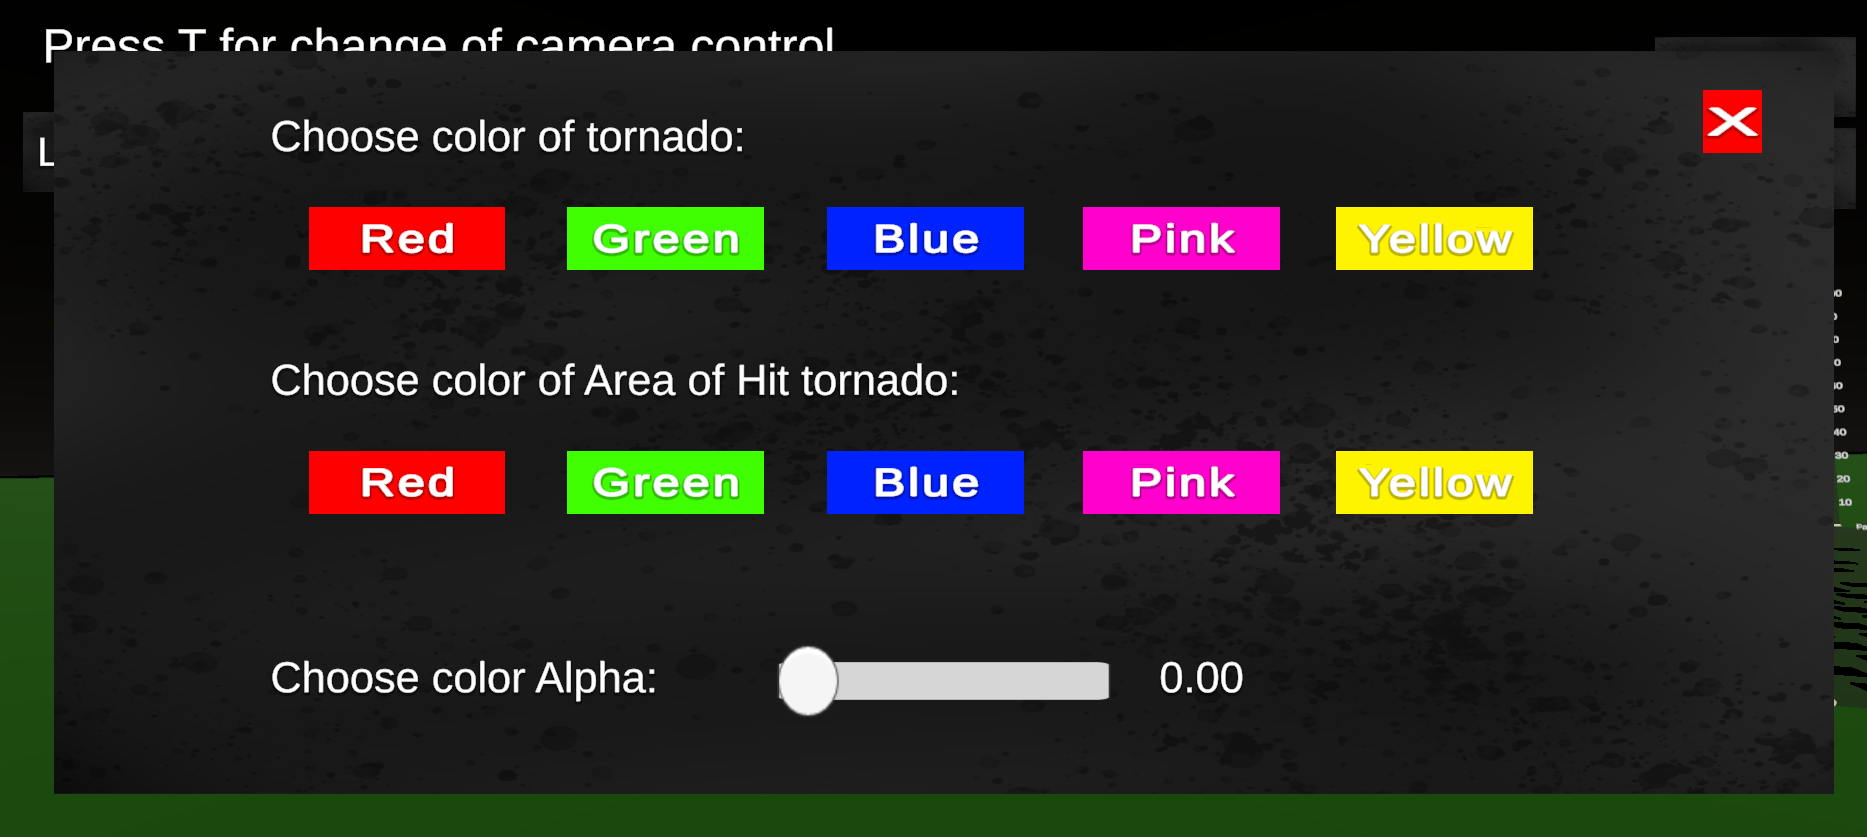 Press T for change of camera control
L
Choose color of tornado:
X
Red Green Blue Pink Yellow
Choose color of Area of Hit tornado:
Red Green Blue Pink Yellow
Choose color Alpha: 0.00
40
30
20
10